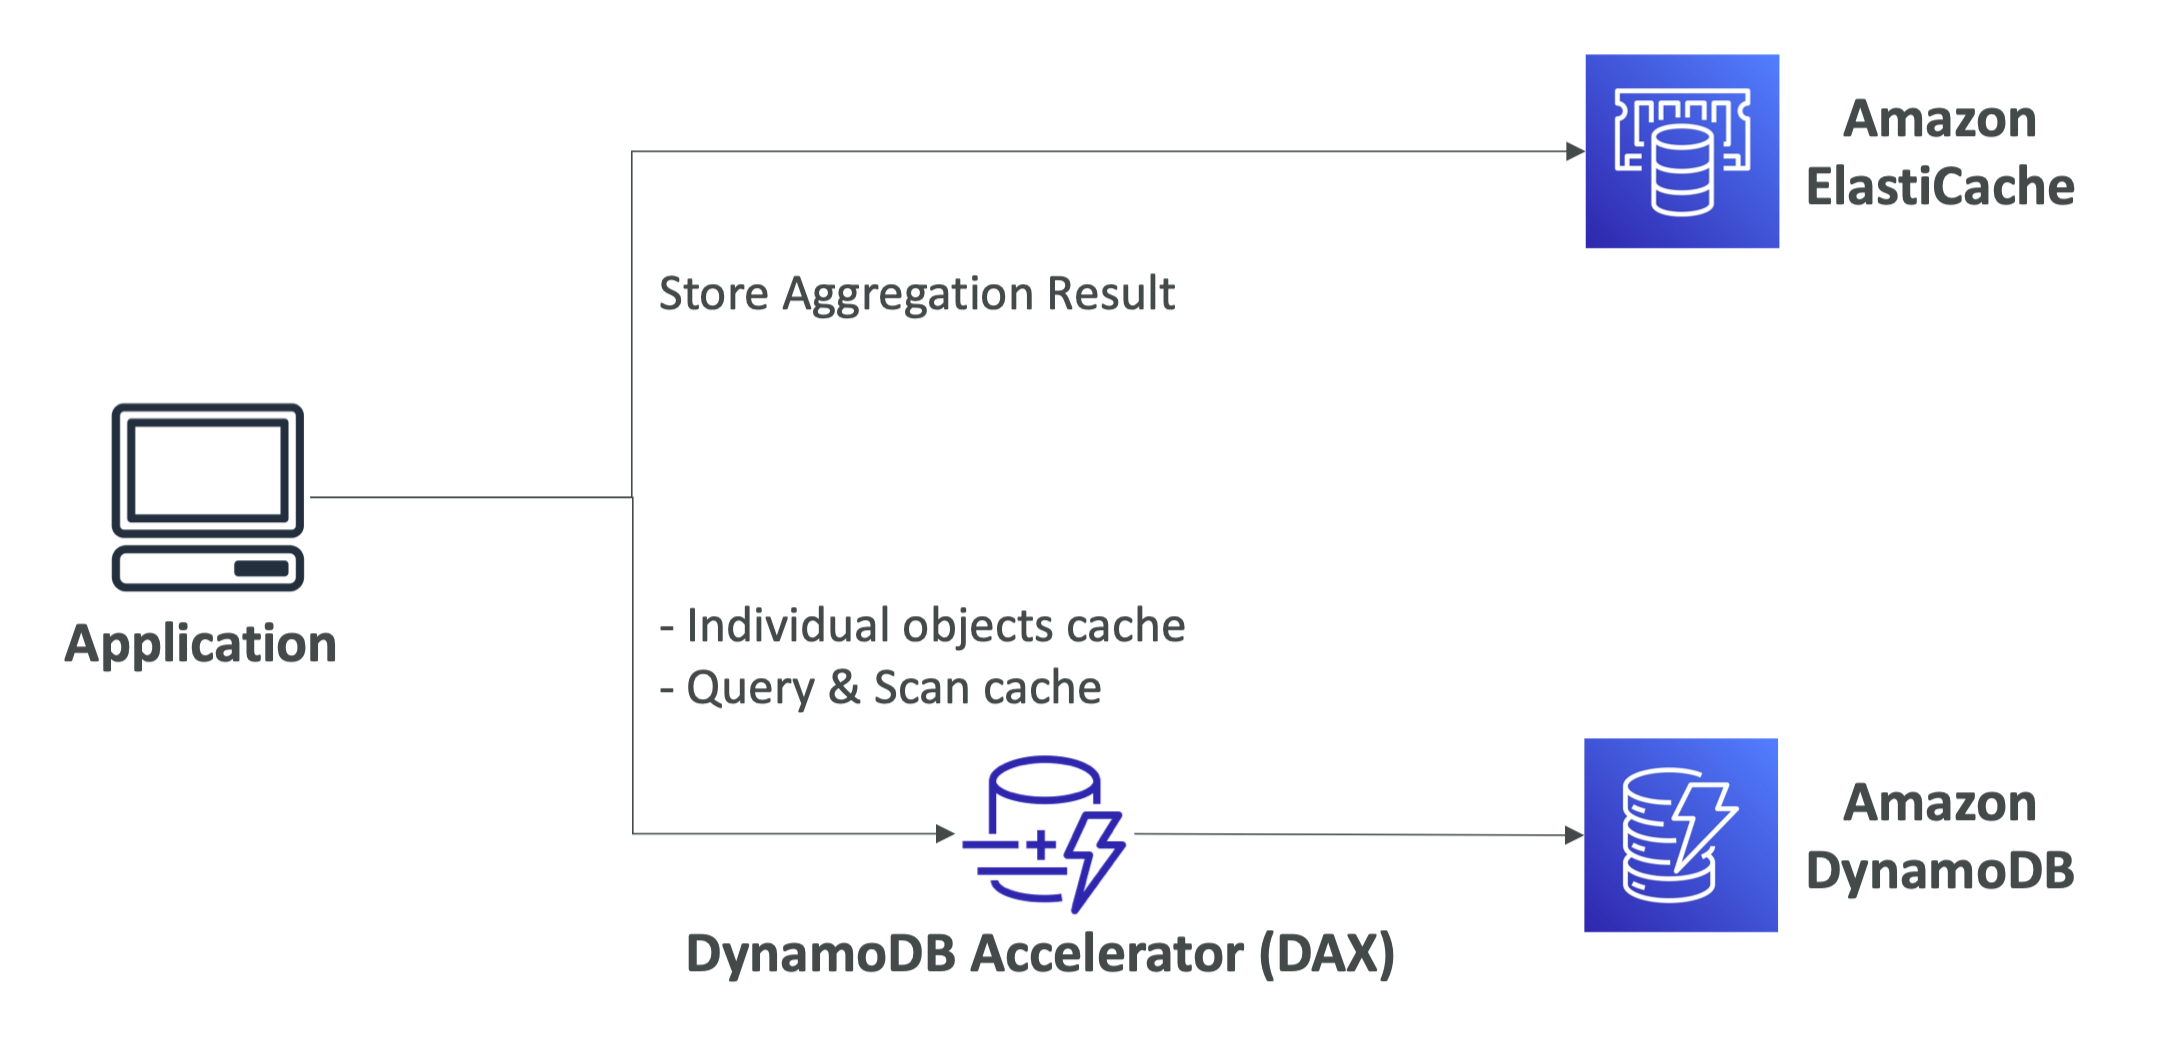 Amazon
ElastiCache
Store Aggregation Result
Application
- Individual objects cache
- Query & Scan cache
Amazon
DynamoDB
DynamoDB Accelerator (DAX)